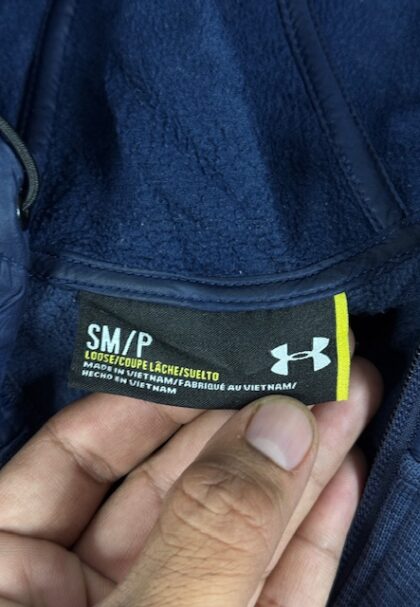 SM/P
LOOSE/COUPE LÂCHE/SUELTO
MADE IN VIETNAM/FABRIQUÉ AU VIETNAM/
HECHO EN VIETNAM